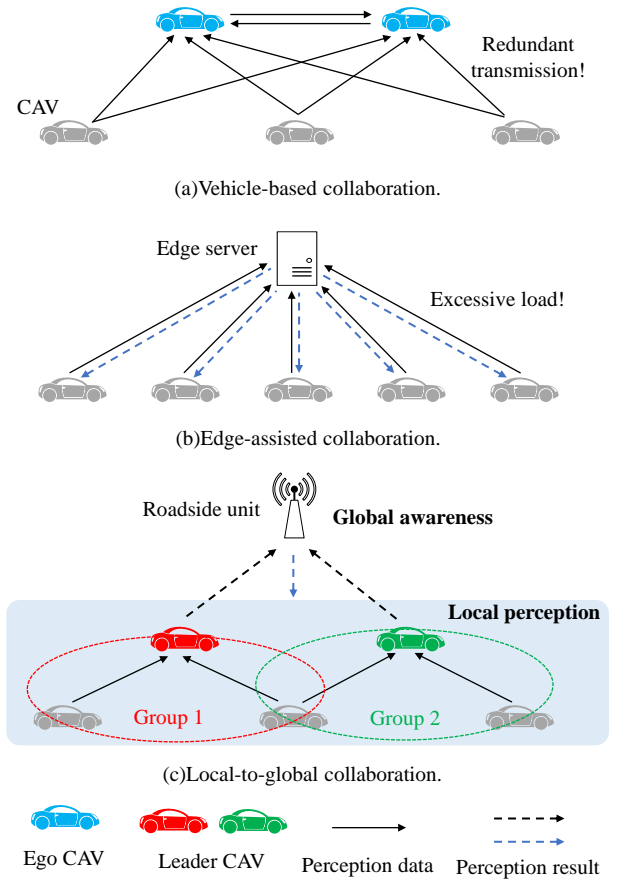 Redundant
transmission!
CAV
(a)Vehicle-based collaboration.
Edge server
Excessive load!
(b)Edge-assisted collaboration.
Roadside unit
Global awareness
Local perception
Group 1
Group 2
(c)Local-to-global collaboration.
Ego CAV
Leader CAV
Perception data
Perception result